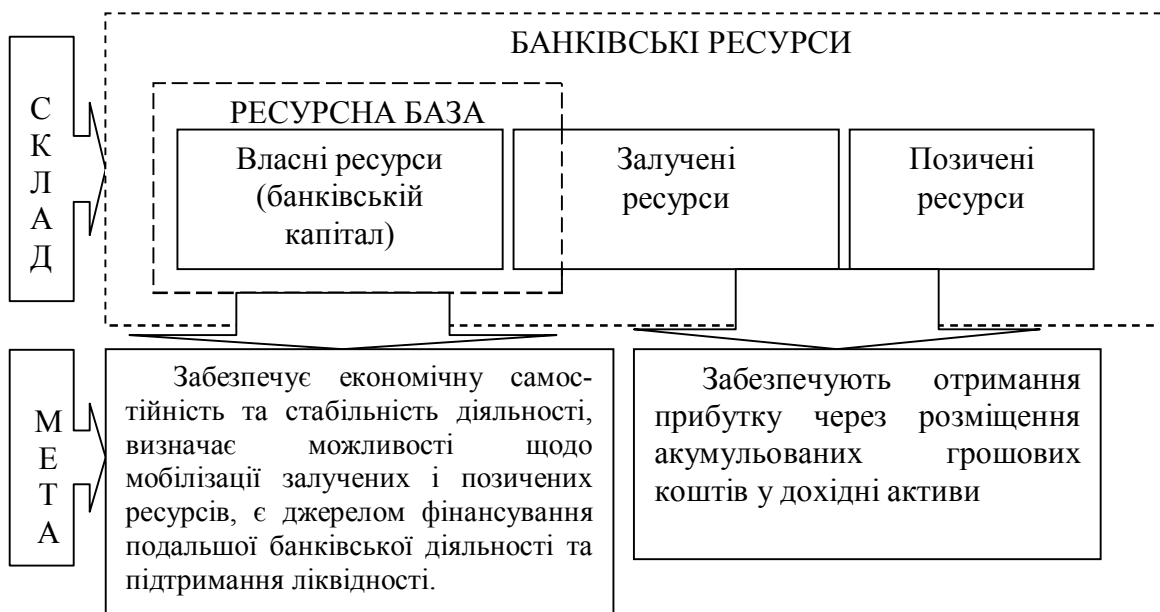 БАНКІВСЬКІ РЕСУРСИ
СКЛАД
РЕСУРСНА БАЗА
Власні ресурси
(банківській
капітал)
Залучені
ресурси
Позичені
ресурси
МЕТА
Забезпечує економічну самос-
тійність та стабільність діяльності,
визначає можливості щодо
мобілізації залучених і позичених
ресурсів, є джерелом фінансування
подальшої банківської діяльності та
підтримання ліквідності.
Забезпечують отримання
прибутку через розміщення
акумульованих грошових
коштів у дохідні активи